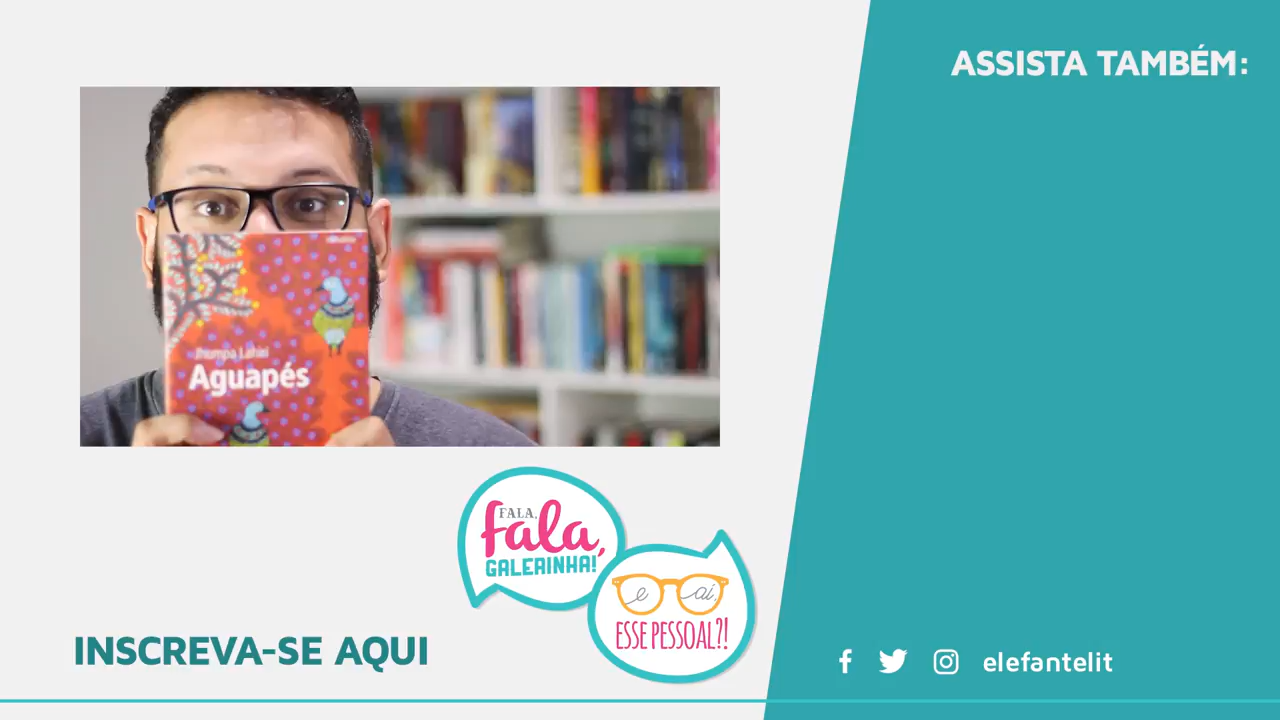 ASSISTA TAMBÉM:
Jhumpa Lahiri
Aguapés
FALA,
fala,
GALERINHA!
e aí,
ESSE PESSOAL?!
INSCREVA-SE AQUI
elefantelit